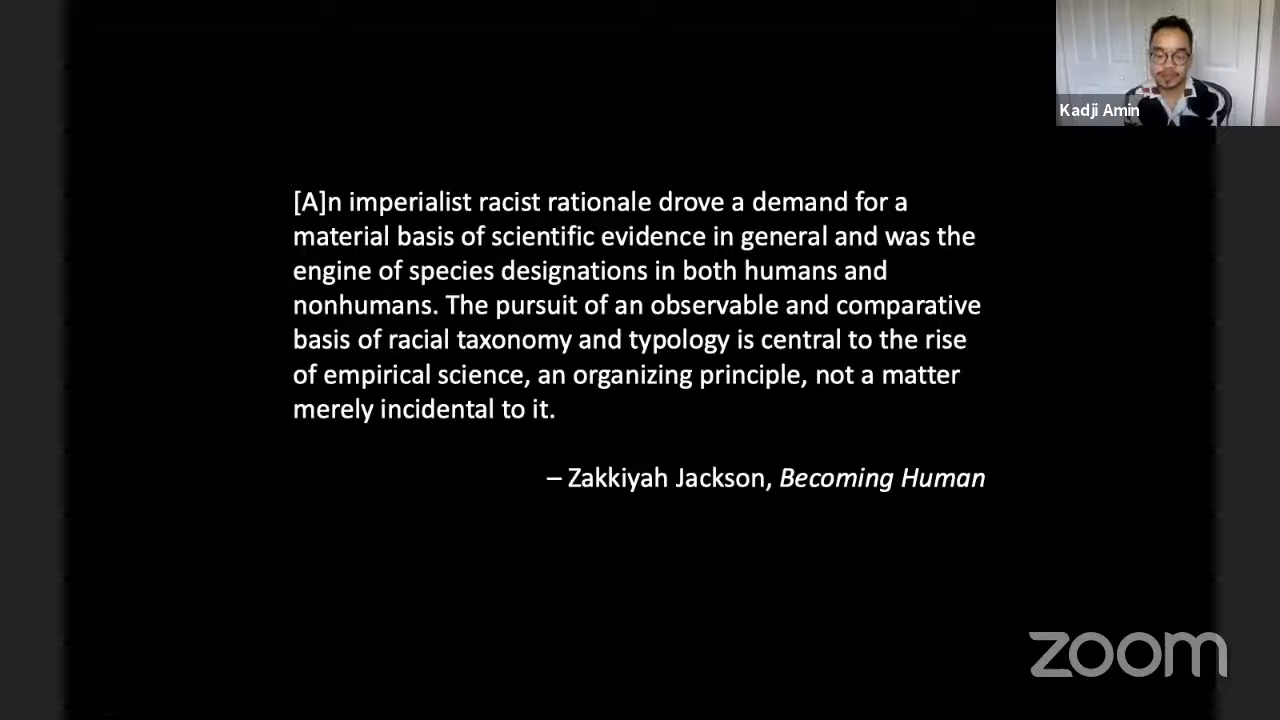 Kadji Amin
[A]n imperialist racist rationale drove a demand for a
material basis of scientific evidence in general and was the
engine of species designations in both humans and
nonhumans. The pursuit of an observable and comparative
basis of racial taxonomy and typology is central to the rise
of empirical science, an organizing principle, not a matter
merely incidental to it.
– Zakkiyah Jackson, Becoming Human
zoom